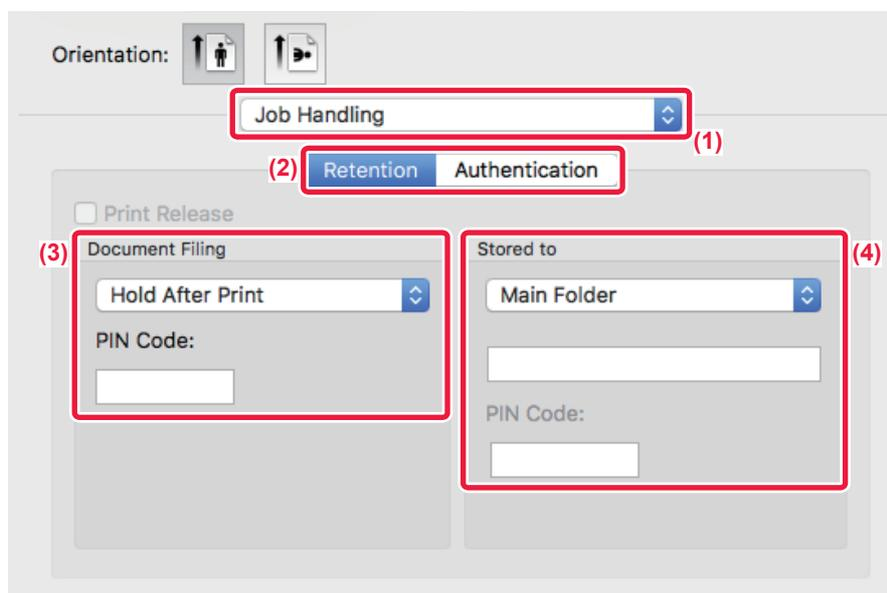 Orientation:
Job Handling
(1)
(2) Retention Authentication
Print Release
(3) Document Filing
Hold After Print
PIN Code:
Stored to (4)
Main Folder
PIN Code: